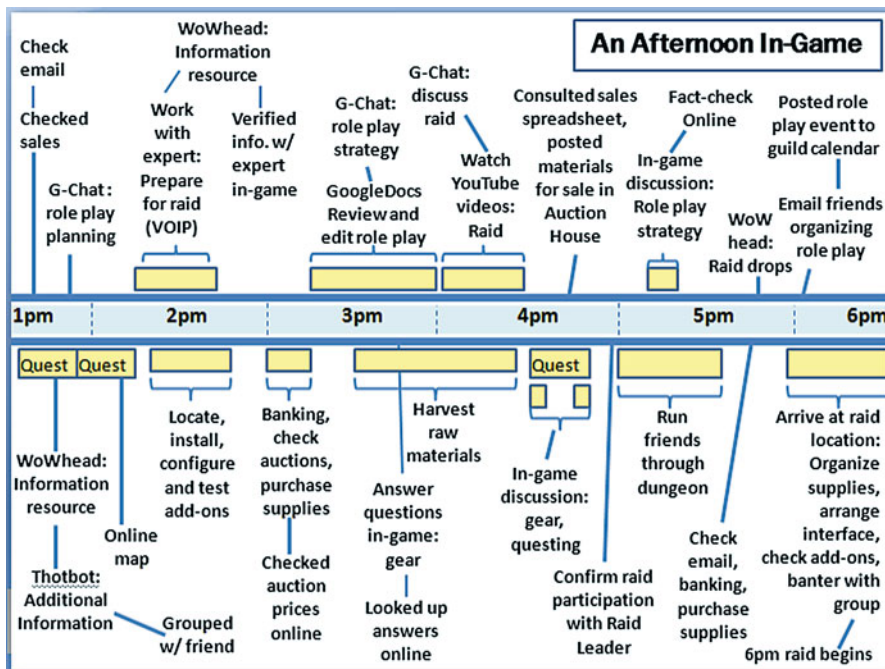 An Afternoon In-Game
Check
email
Checked
sales
G-Chat:
role play
planning
WoWhead:
Information
resource
Work
with
expert:
Prepare
for raid
(VOIP)
Verified
info. w/
expert
in-game
G-Chat:
role play
strategy
GoogleDocs
Review and
edit role play
G-Chat:
discuss
raid
Watch
YouTube
videos:
Raid
Consulted sales
spreadsheet,
posted
materials
for sale in
Auction
House
Fact-check
Online
In-game
discussion:
Role play
strategy
WoW
head:
Raid drops
Posted role
play event to
guild calendar
Email friends
organizing
role play
1pm 2pm 3pm 4pm 5pm 6pm
Quest Quest
Quest
WoWhead:
Information
resource
Thotbot:
Additional
Information
Online
map
Grouped
w/ friend
Locate,
install,
configure
and test
add-ons
Banking,
check
auctions,
purchase
supplies
Checked
auction
prices
online
Harvest
raw
materials
Answer
questions
in-game:
gear
Looked up
answers
online
In-game
discussion:
gear,
questing
Confirm raid
participation
with Raid
Leader
Run
friends
through
dungeon
Check
email,
banking,
purchase
supplies
Arrive at raid
location:
Organize
supplies,
arrange
interface,
check add-ons,
banter with
group
6pm raid begins